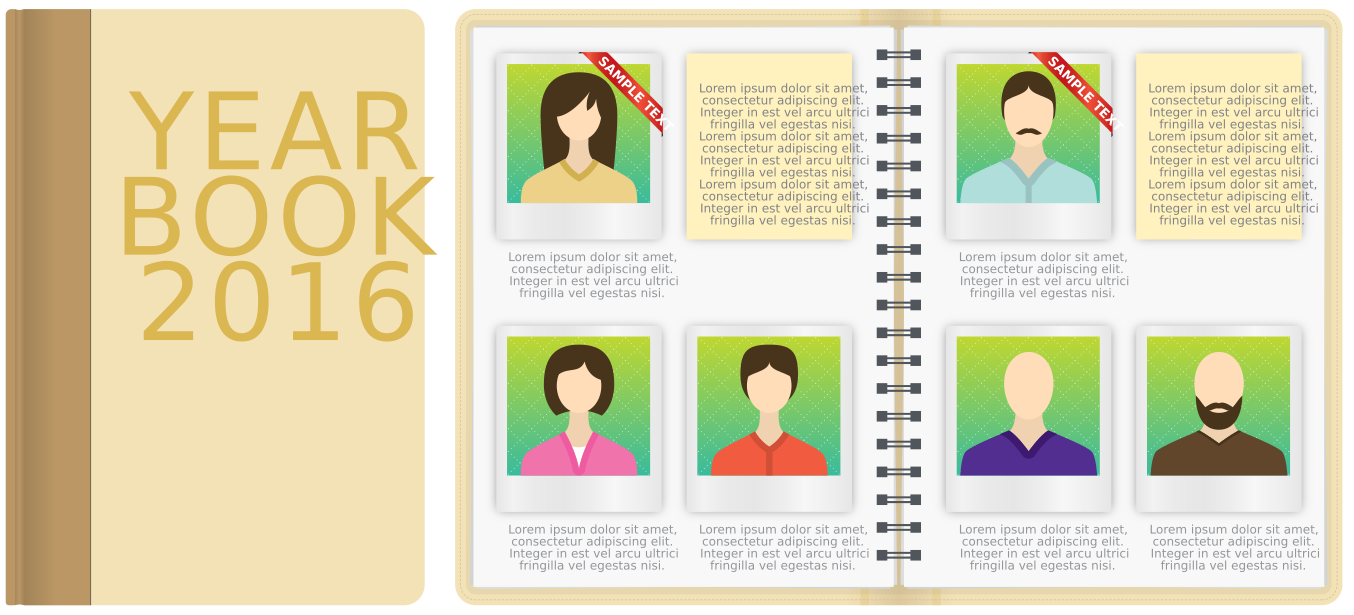 YEAR
BOOK
2016
SAMPLE TEXT
Lorem ipsum dolor sit amet,
consectetur adipiscing elit.
Integer in est vel arcu ultrici
fringilla vel egestas nisi.
Lorem ipsum dolor sit amet,
consectetur adipiscing elit.
Integer in est vel arcu ultrici
fringilla vel egestas nisi.
Lorem ipsum dolor sit amet,
consectetur adipiscing elit.
Integer in est vel arcu ultrici
fringilla vel egestas nisi.
Lorem ipsum dolor sit amet,
consectetur adipiscing elit.
Integer in est vel arcu ultrici
fringilla vel egestas nisi.
Lorem ipsum dolor sit amet,
consectetur adipiscing elit.
Integer in est vel arcu ultrici
fringilla vel egestas nisi.
Lorem ipsum dolor sit amet,
consectetur adipiscing elit.
Integer in est vel arcu ultrici
fringilla vel egestas nisi.
SAMPLE TEXT
Lorem ipsum dolor sit amet,
consectetur adipiscing elit.
Integer in est vel arcu ultrici
fringilla vel egestas nisi.
Lorem ipsum dolor sit amet,
consectetur adipiscing elit.
Integer in est vel arcu ultrici
fringilla vel egestas nisi.
Lorem ipsum dolor sit amet,
consectetur adipiscing elit.
Integer in est vel arcu ultrici
fringilla vel egestas nisi.
Lorem ipsum dolor sit amet,
consectetur adipiscing elit.
Integer in est vel arcu ultrici
fringilla vel egestas nisi.
Lorem ipsum dolor sit amet,
consectetur adipiscing elit.
Integer in est vel arcu ultrici
fringilla vel egestas nisi.
Lorem ipsum dolor sit amet,
consectetur adipiscing elit.
Integer in est vel arcu ultrici
fringilla vel egestas nisi.